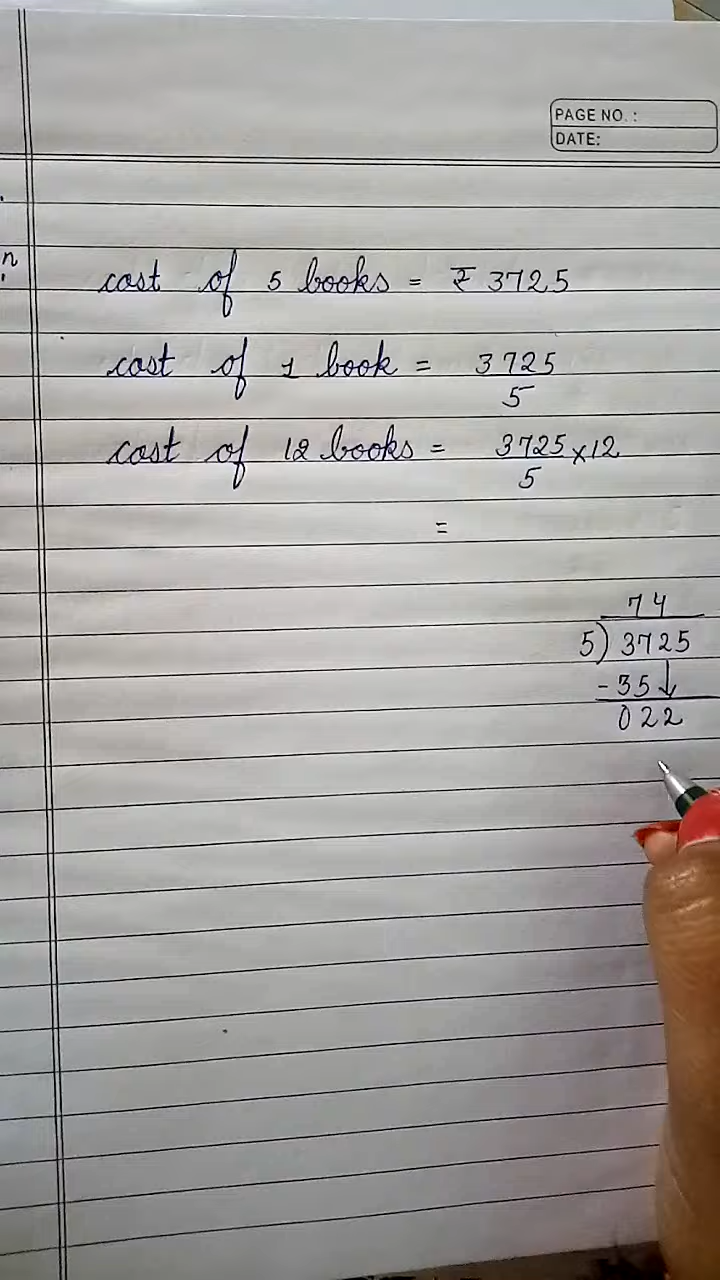 PAGE NO. :
DATE:
n
cost of 5 books = ₹ 3725
cost of 1 book = 3725
5
cost of 12 books = 3725 x 12
5
=
74
5) 3725
- 35 ↓
022